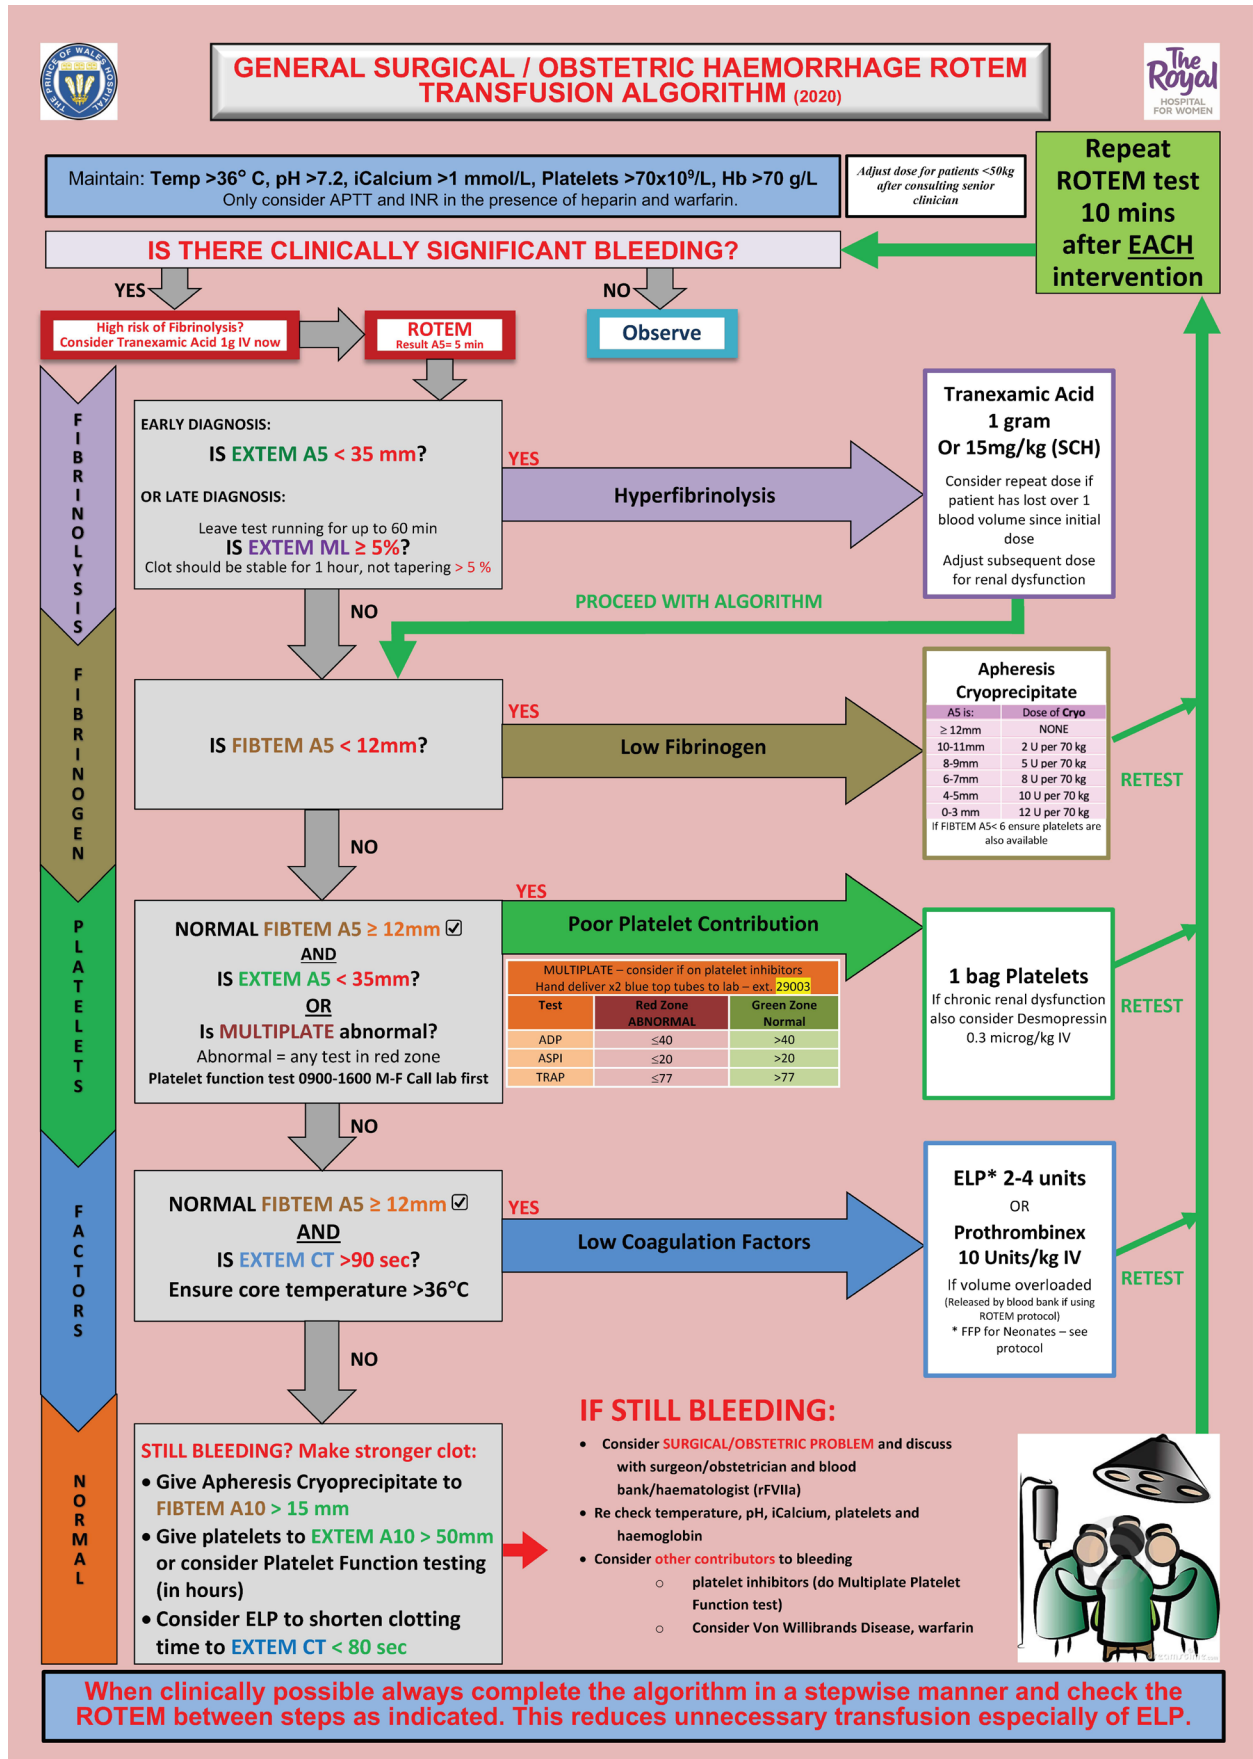 THE PRINCE OF WALES HOSPITAL
GENERAL SURGICAL / OBSTETRIC HAEMORRHAGE ROTEM
TRANSFUSION ALGORITHM (2020)
The
Royal
HOSPITAL
FOR WOMEN
Maintain: Temp >36° C, pH >7.2, iCalcium >1 mmol/L, Platelets >70x10⁹/L, Hb >70 g/L
Only consider APTT and INR in the presence of heparin and warfarin.
Adjust dose for patients <50kg
after consulting senior
clinician
Repeat
ROTEM test
10 mins
after EACH
intervention
IS THERE CLINICALLY SIGNIFICANT BLEEDING?
YES
NO
High risk of Fibrinolysis?
Consider Tranexamic Acid 1g IV now
ROTEM
Result A5= 5 min
Observe
FIBRINOLYSIS
EARLY DIAGNOSIS:
IS EXTEM A5 < 35 mm?
OR LATE DIAGNOSIS:
Leave test running for up to 60 min
IS EXTEM ML ≥ 5%?
Clot should be stable for 1 hour, not tapering > 5 %
YES
Hyperfibrinolysis
Tranexamic Acid
1 gram
Or 15mg/kg (SCH)
Consider repeat dose if
patient has lost over 1
blood volume since initial
dose
Adjust subsequent dose
for renal dysfunction
NO
PROCEED WITH ALGORITHM
FIBRINOGEN
IS FIBTEM A5 < 12mm?
YES
Low Fibrinogen
Apheresis
Cryoprecipitate
A5 is: Dose of Cryo
≥ 12mm NONE
10-11mm 2 U per 70 kg
8-9mm 5 U per 70 kg
6-7mm 8 U per 70 kg
4-5mm 10 U per 70 kg
0-3 mm 12 U per 70 kg
If FIBTEM A5< 6 ensure platelets are
also available
RETEST
NO
PLATELETS
NORMAL FIBTEM A5 ≥ 12mm ☑
AND
IS EXTEM A5 < 35mm?
OR
Is MULTIPLATE abnormal?
Abnormal = any test in red zone
Platelet function test 0900-1600 M-F Call lab first
YES
Poor Platelet Contribution
MULTIPLATE – consider if on platelet inhibitors
Hand deliver x2 blue top tubes to lab – ext. 29003
Test Red Zone Green Zone
ABNORMAL Normal
ADP ≤40 >40
ASPI ≤20 >20
TRAP ≤77 >77
1 bag Platelets
If chronic renal dysfunction
also consider Desmopressin
0.3 microg/kg IV
RETEST
NO
FACTORS
NORMAL FIBTEM A5 ≥ 12mm ☑
AND
IS EXTEM CT >90 sec?
Ensure core temperature >36°C
YES
Low Coagulation Factors
ELP* 2-4 units
OR
Prothrombinex
10 Units/kg IV
If volume overloaded
(Released by blood bank if using
ROTEM protocol)
* FFP for Neonates – see
protocol
RETEST
NO
NORMAL
STILL BLEEDING? Make stronger clot:
• Give Apheresis Cryoprecipitate to
FIBTEM A10 > 15 mm
• Give platelets to EXTEM A10 > 50mm
or consider Platelet Function testing
(in hours)
• Consider ELP to shorten clotting
time to EXTEM CT < 80 sec
IF STILL BLEEDING:
• Consider SURGICAL/OBSTETRIC PROBLEM and discuss
with surgeon/obstetrician and blood
bank/haematologist (rFVIIa)
• Re check temperature, pH, iCalcium, platelets and
haemoglobin
• Consider other contributors to bleeding
o platelet inhibitors (do Multiplate Platelet
Function test)
o Consider Von Willibrands Disease, warfarin
When clinically possible always complete the algorithm in a stepwise manner and check the
ROTEM between steps as indicated. This reduces unnecessary transfusion especially of ELP.